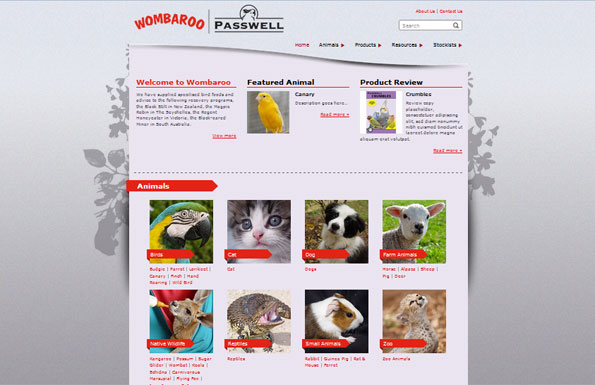 WOMBAROO
PASSWELL
About Us | Contact Us
Search
Home Animals Products Resources Stockists
Welcome to Wombaroo
We have supplied specialised bird feeds and
advice to the following recovery programs,
the Black Stilt in New Zealand, the Magpie
Robin in The Seychelles, the Regent
Honeyeater in Victoria, the Black-eared
Miner in South Australia.
View more
Featured Animal
Canary
Description goes here..
Read more »
Product Review
CRUMBLES
Crumbles
Review copy
placeholder,
consectetuer adipiscing
elit, sed diam nonummy
nibh euismod tincidunt ut
laoreet dolore magna
aliquam erat volutpat.
Read more »
Animals
Birds
Budgie | Parrot | Lorikeet |
Canary | Finch | Hand
Rearing | Wild Bird
Cat
Cat
Dog
Dogs
Farm Animals
Horse | Alpaca | Sheep |
Pig | Deer
Native Wildlife
Kangaroo | Possum | Sugar
Glider | Wombat | Koala |
Echidna | Carnivorous
Marsupial | Flying Fox |
Reptiles
Reptiles
Small Animals
Rabbit | Guinea Pig | Rat &
Mouse | Ferret
Zoo
Zoo Animals